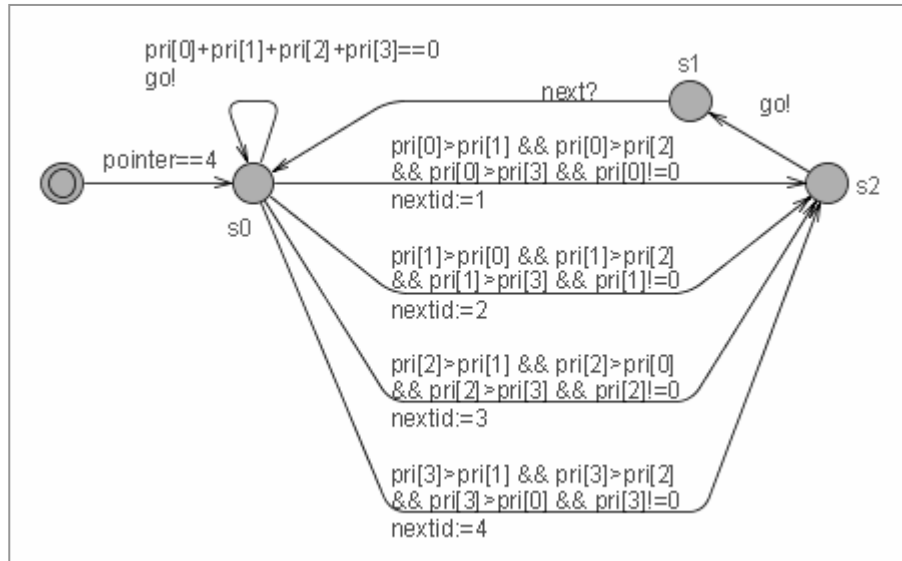 pri[0]+pri[1]+pri[2]+pri[3]==0
go!
s1
next?
go!
pointer==4
pri[0]>pri[1] && pri[0]>pri[2]
&& pri[0]>pri[3] && pri[0]!=0
nextid:=1
s0
s2
pri[1]>pri[0] && pri[1]>pri[2]
&& pri[1]>pri[3] && pri[1]!=0
nextid:=2
pri[2]>pri[1] && pri[2]>pri[0]
&& pri[2]>pri[3] && pri[2]!=0
nextid:=3
pri[3]>pri[1] && pri[3]>pri[2]
&& pri[3]>pri[0] && pri[3]!=0
nextid:=4